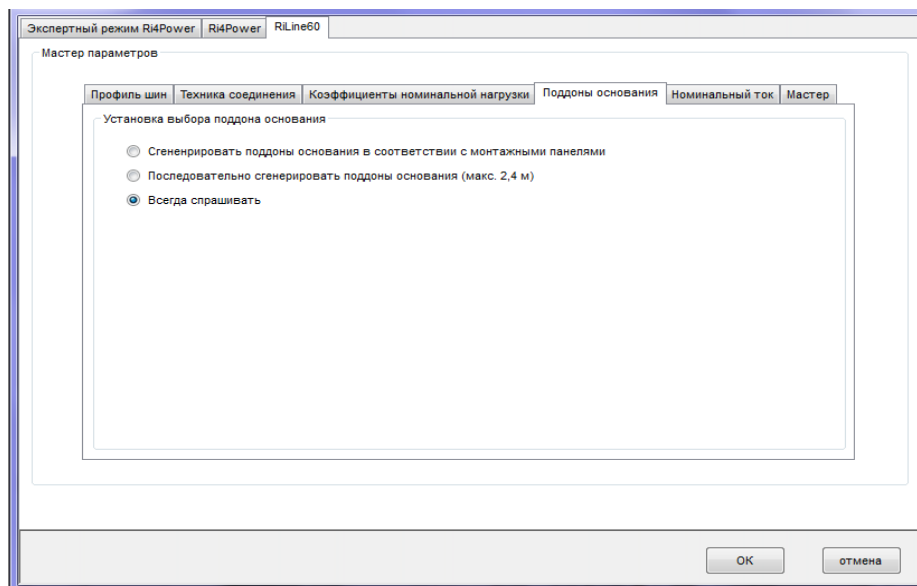 Экспертный режим Ri4Power Ri4Power RiLine60
Мастер параметров
Профиль шин Техника соединения Коэффициенты номинальной нагрузки Поддоны основания Номинальный ток Мастер
Установка выбора поддона основания
Сгененрировать поддоны основания в соответствии с монтажными панелями
Последовательно сгенерировать поддоны основания (макс. 2,4 м)
Всегда спрашивать
OK отмена